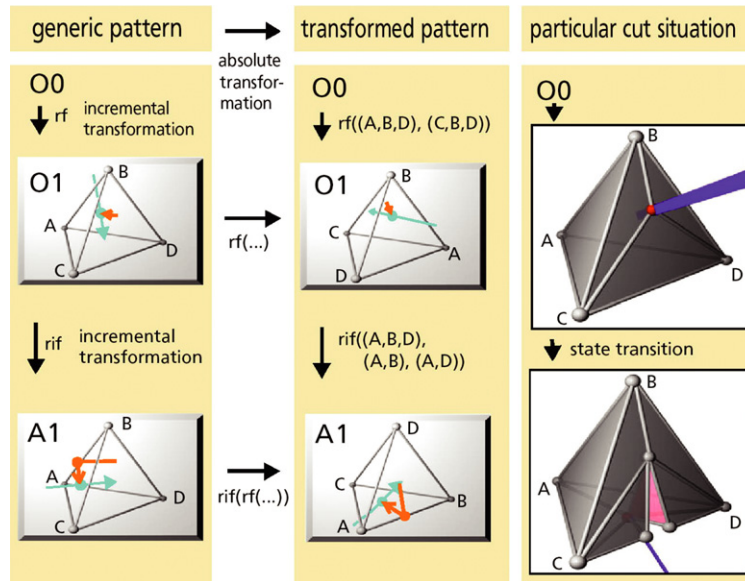 generic pattern
absolute
transfor-
mation
transformed pattern
particular cut situation
O0
rf
incremental
transformation
O1
B
A
D
C
rf(...)
rif
incremental
transformation
A1
B
A
D
C
rif(rf(...))
O0
rf((A,B,D), (C,B,D))
O1
B
C
A
D
rif((A,B,D),
(A,B), (A,D))
A1
D
C
B
A
O0
B
A
D
C
state transition
B
A
D
C